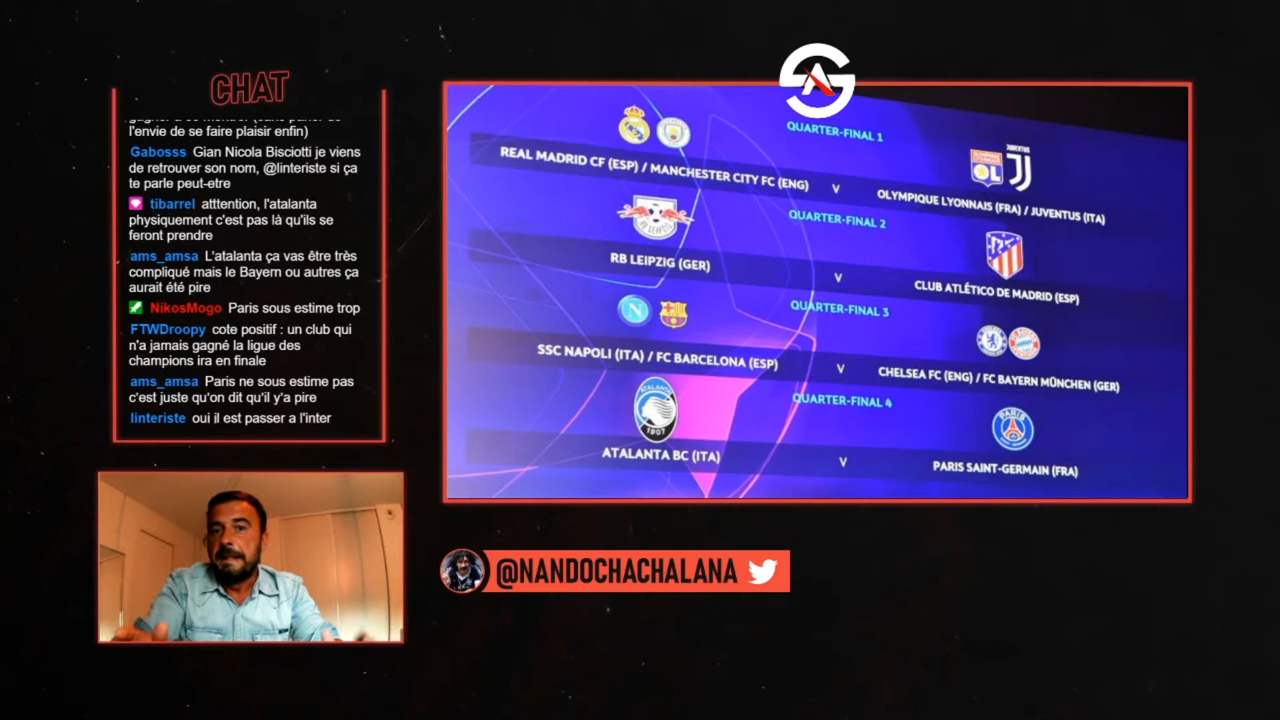 CHAT
l'envie de se faire plaisir enfin)
Gabosss Gian Nicola Bisciotti je viens
de retrouver son nom, @linteriste si ça
te parle peut-etre
tibarrel atttention, l'atalanta
physiquement c'est pas là qu'ils se
feront prendre
ams_amsa L'atalanta ça vas être très
compliqué mais le Bayern ou autres ça
aurait été pire
NikosMogo Paris sous estime trop
FTWDroopy cote positif : un club qui
n'a jamais gagné la ligue des
champions ira en finale
ams_amsa Paris ne sous estime pas
c'est juste qu'on dit qu'il y'a pire
linteriste oui il est passer a l'inter
QUARTER-FINAL 1
REAL MADRID CF (ESP) / MANCHESTER CITY FC (ENG) V OLYMPIQUE LYONNAIS (FRA) / JUVENTUS (ITA)
OLYMPIQUE LYONNAIS
OL
JUVENTUS
QUARTER-FINAL 2
RB LEIPZIG (GER) V CLUB ATLÉTICO DE MADRID (ESP)
QUARTER-FINAL 3
N
SSC NAPOLI (ITA) / FC BARCELONA (ESP) V CHELSEA FC (ENG) / FC BAYERN MÜNCHEN (GER)
QUARTER-FINAL 4
ATALANTA
1907
PARIS
ATALANTA BC (ITA) V PARIS SAINT-GERMAIN (FRA)
@NANDOCHACHALANA